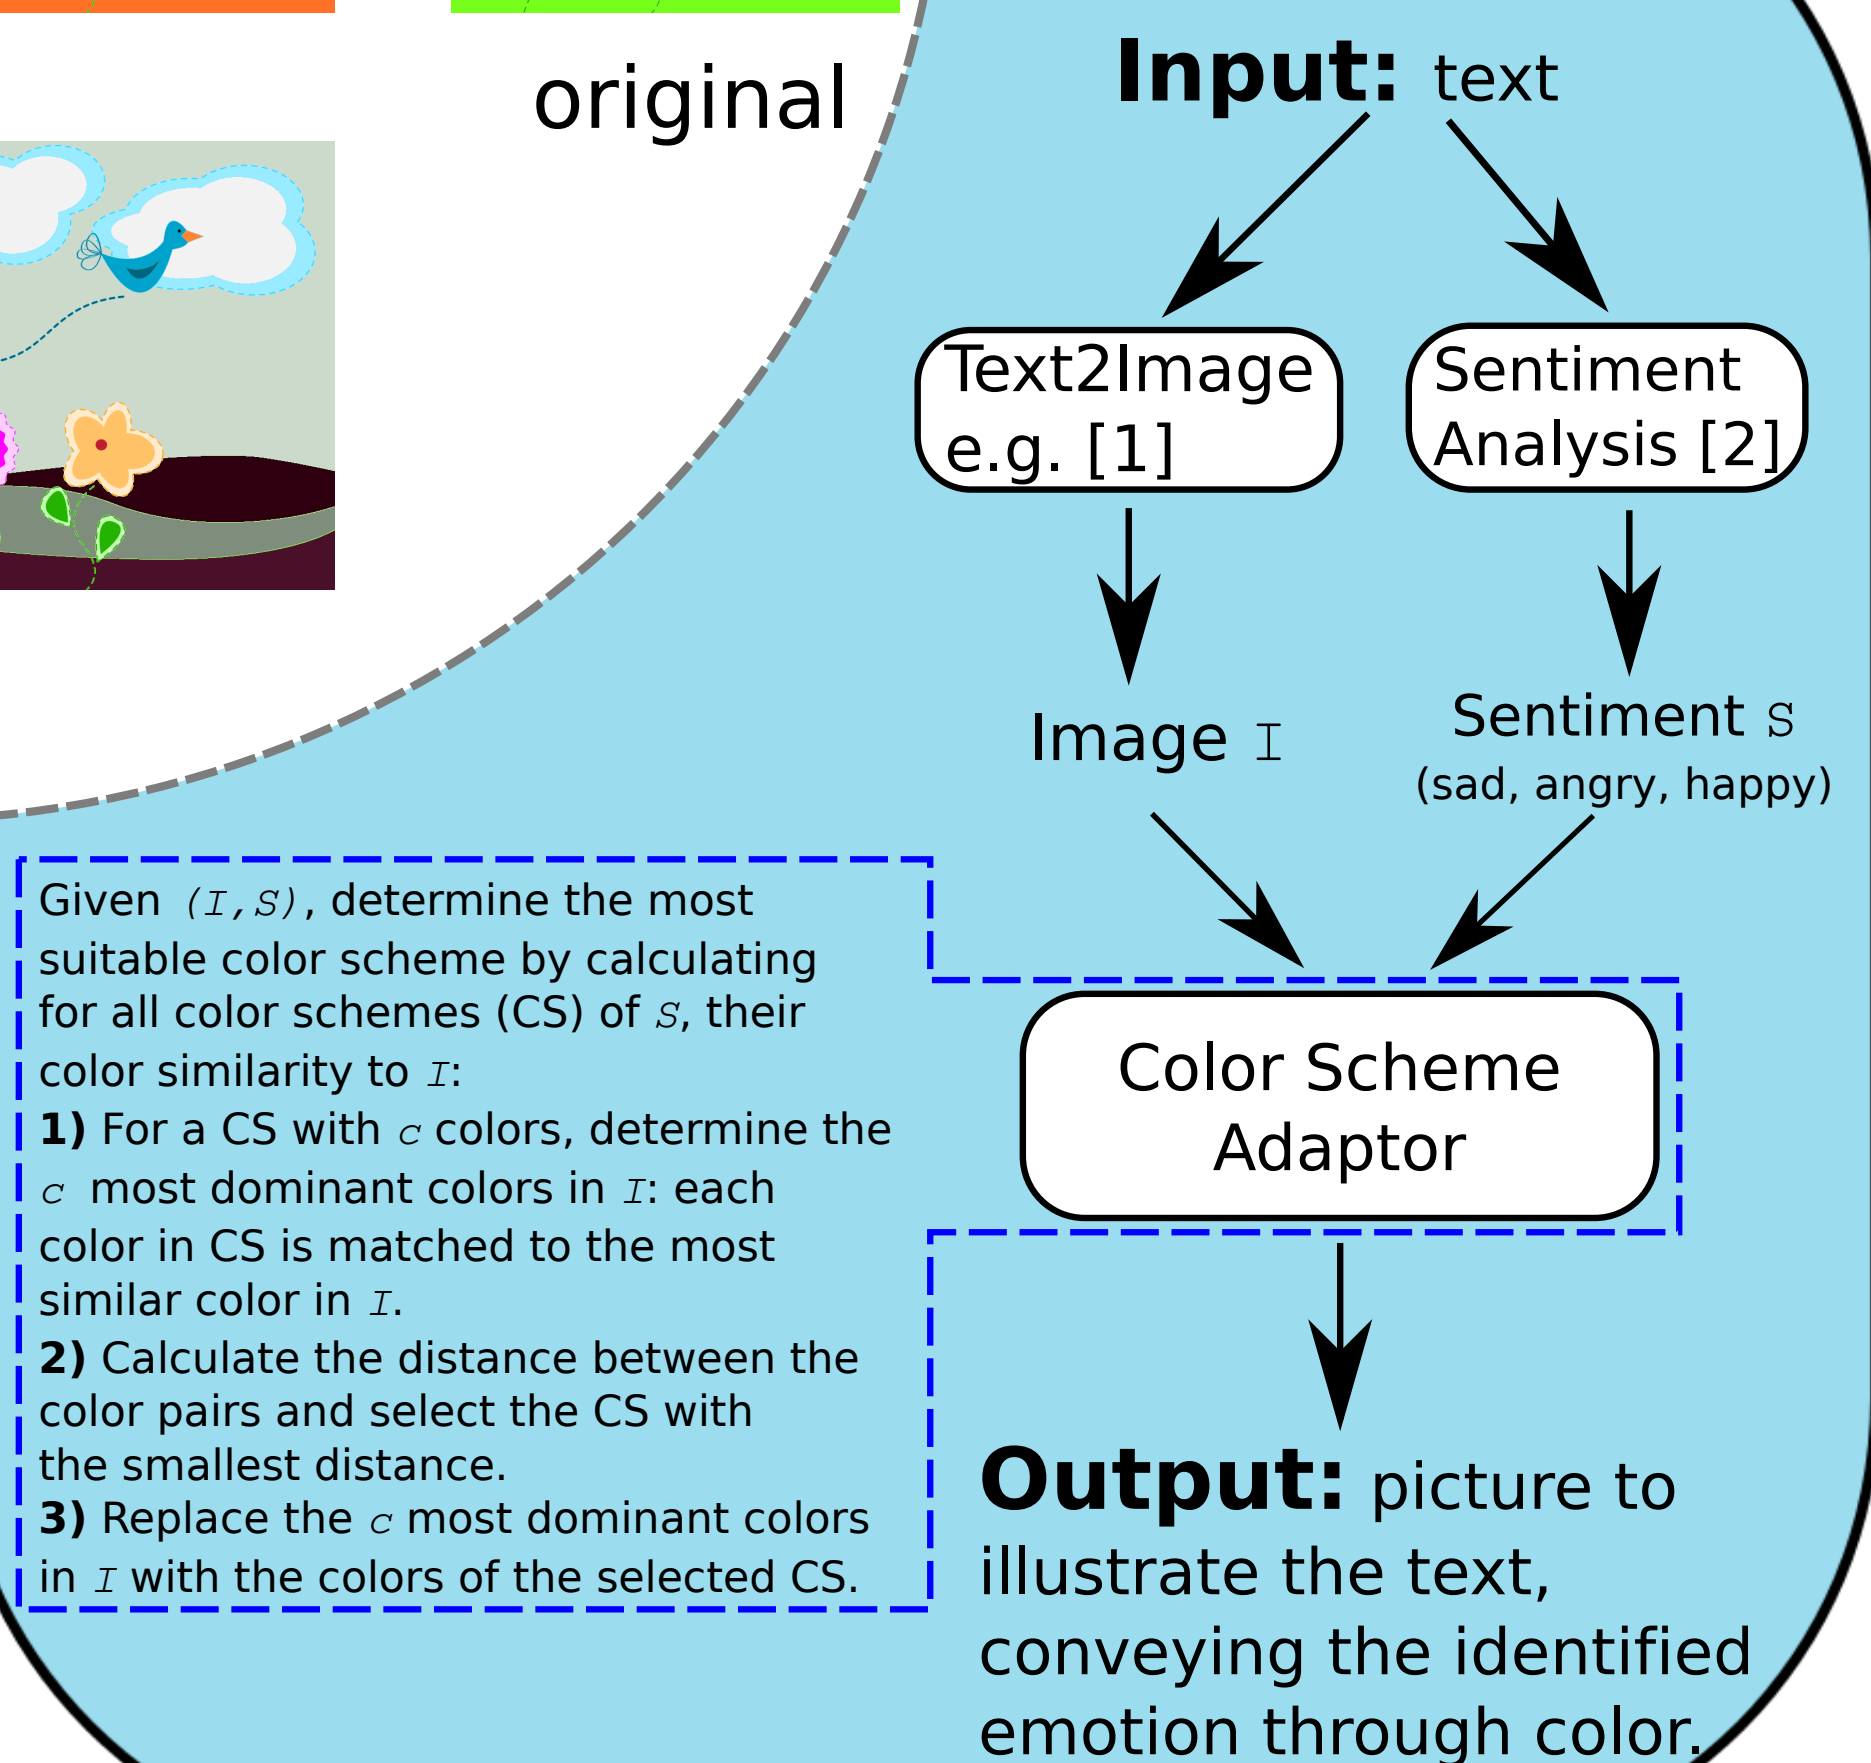 original
Input: text
Text2Image
e.g. [1]
Sentiment
Analysis [2]
Image I
Sentiment S
(sad, angry, happy)
Given (I,S), determine the most
suitable color scheme by calculating
for all color schemes (CS) of S, their
color similarity to I:
1) For a CS with c colors, determine the
c most dominant colors in I: each
color in CS is matched to the most
similar color in I.
2) Calculate the distance between the
color pairs and select the CS with
the smallest distance.
3) Replace the c most dominant colors
in I with the colors of the selected CS.
Color Scheme
Adaptor
Output: picture to
illustrate the text,
conveying the identified
emotion through color.